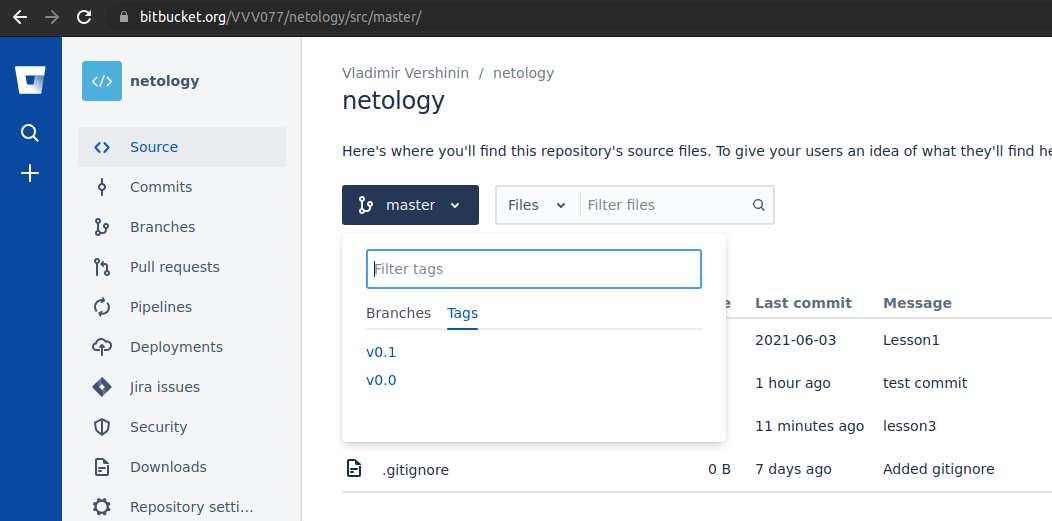 bitbucket.org/VVV077/netology/src/master/
netology
Source
Commits
Branches
Pull requests
Pipelines
Deployments
Jira issues
Security
Downloads
Repository setti...
Vladimir Vershinin / netology
netology
Here's where you'll find this repository's source files. To give your users an idea of what they'll find he
master Files Filter files
Filter tags
Branches Tags
v0.1
v0.0
e Last commit Message
2021-06-03 Lesson1
1 hour ago test commit
11 minutes ago lesson3
.gitignore 0 B 7 days ago Added gitignore